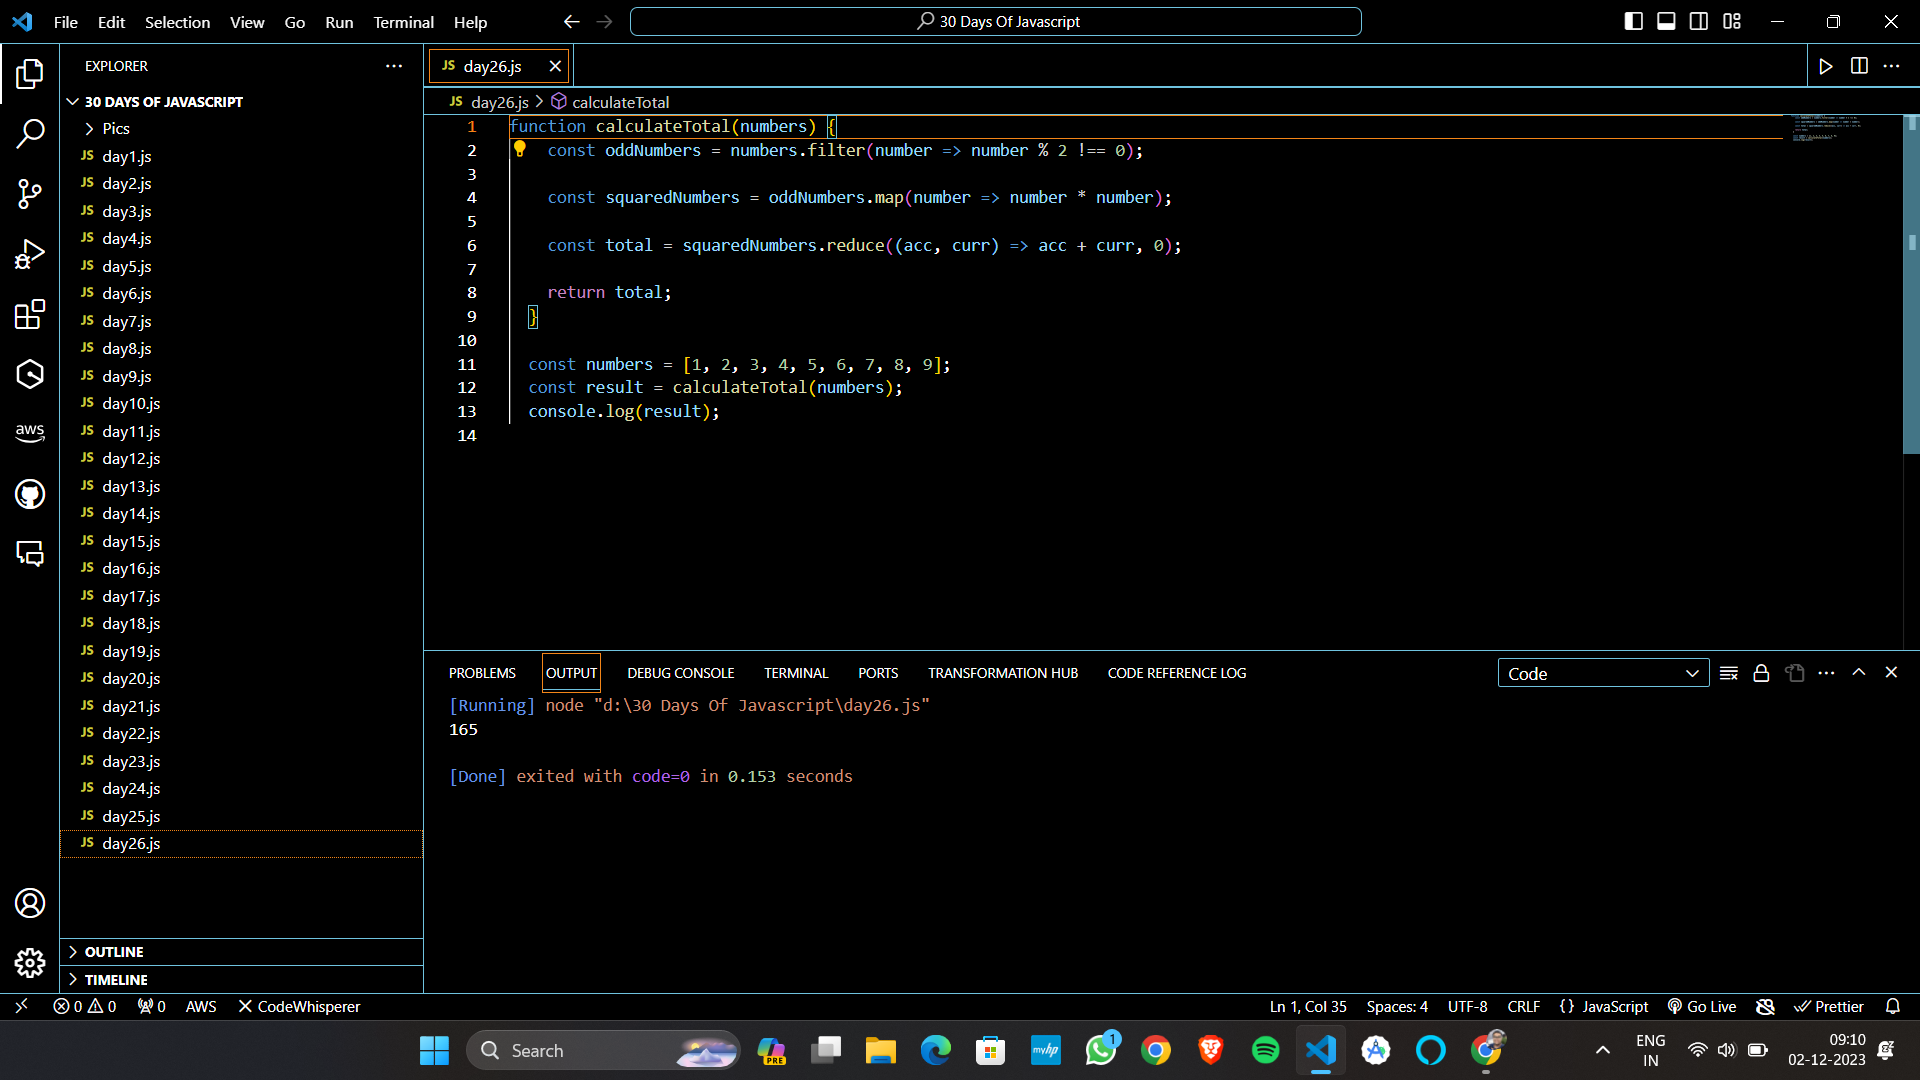 File Edit Selection View Go Run Terminal Help
30 Days Of Javascript
EXPLORER
30 DAYS OF JAVASCRIPT
Pics
JS day1.js
JS day2.js
JS day3.js
JS day4.js
JS day5.js
JS day6.js
JS day7.js
JS day8.js
JS day9.js
JS day10.js
JS day11.js
JS day12.js
JS day13.js
JS day14.js
JS day15.js
JS day16.js
JS day17.js
JS day18.js
JS day19.js
JS day20.js
JS day21.js
JS day22.js
JS day23.js
JS day24.js
JS day25.js
JS day26.js
OUTLINE
TIMELINE
aws
JS day26.js
JS day26.js > calculateTotal
1 function calculateTotal(numbers) {
2 const oddNumbers = numbers.filter(number => number % 2 !== 0);
3
4 const squaredNumbers = oddNumbers.map(number => number * number);
5
6 const total = squaredNumbers.reduce((acc, curr) => acc + curr, 0);
7
8 return total;
9 }
10
11 const numbers = [1, 2, 3, 4, 5, 6, 7, 8, 9];
12 const result = calculateTotal(numbers);
13 console.log(result);
14
PROBLEMS OUTPUT DEBUG CONSOLE TERMINAL PORTS TRANSFORMATION HUB CODE REFERENCE LOG
Code
[Running] node "d:\30 Days Of Javascript\day26.js"
165
[Done] exited with code=0 in 0.153 seconds
0 0 0 AWS CodeWhisperer
Ln 1, Col 35 Spaces: 4 UTF-8 CRLF {} JavaScript Go Live Prettier
Search
PRE
myhp
1
ENG
IN
09:10
02-12-2023